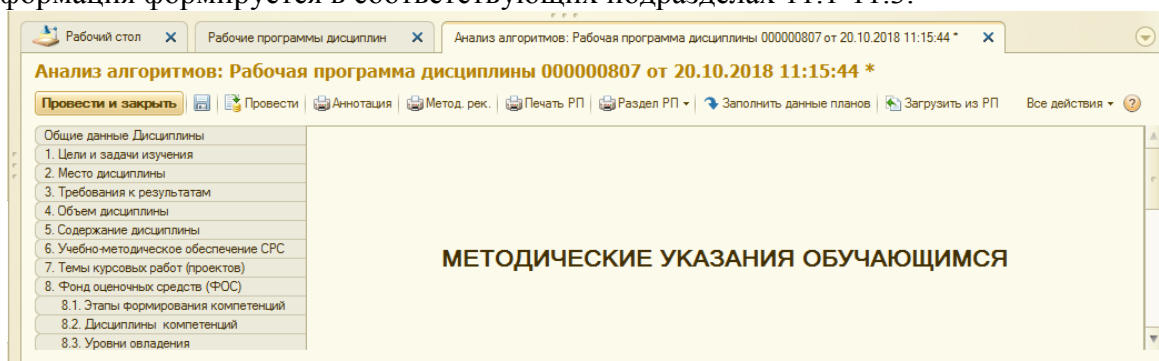 формация формируется в соответствующих подразделах 11.1-11.3.
Рабочий стол Рабочие программы дисциплин Анализ алгоритмов: Рабочая программа дисциплины 000000807 от 20.10.2018 11:15:44 *
Анализ алгоритмов: Рабочая программа дисциплины 000000807 от 20.10.2018 11:15:44 *
Провести и закрыть Провести Аннотация Метод. рек. Печать РП Раздел РП Заполнить данные планов Загрузить из РП Все действия
Общие данные Дисциплины
1. Цели и задачи изучения
2. Место дисциплины
3. Требования к результатам
4. Объем дисциплины
5. Содержание дисциплины
6. Учебно-методическое обеспечение СРС
7. Темы курсовых работ (проектов)
8. Фонд оценочных средств (ФОС)
8.1. Этапы формирования компетенций
8.2. Дисциплины компетенций
8.3. Уровни овладения
МЕТОДИЧЕСКИЕ УКАЗАНИЯ ОБУЧАЮЩИМСЯ